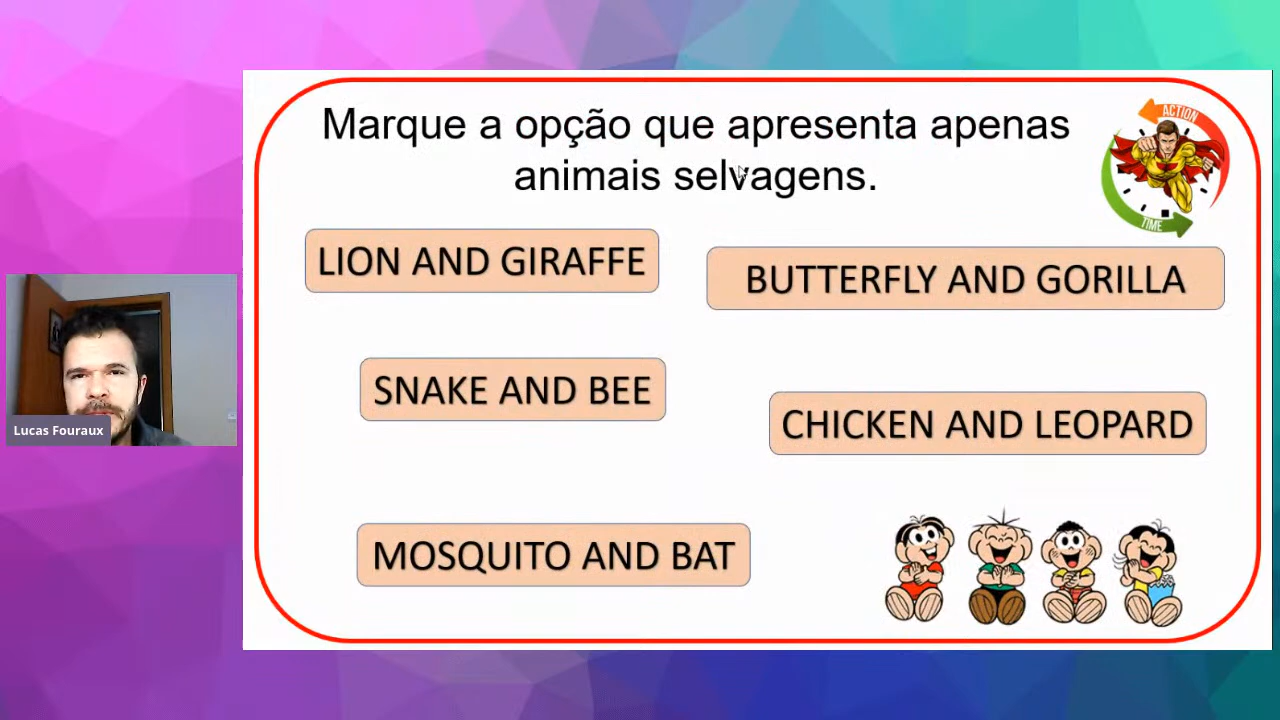 Marque a opção que apresenta apenas
animais selvagens.
ACTION
TIME
LION AND GIRAFFE
BUTTERFLY AND GORILLA
SNAKE AND BEE
CHICKEN AND LEOPARD
MOSQUITO AND BAT
Lucas Fouraux